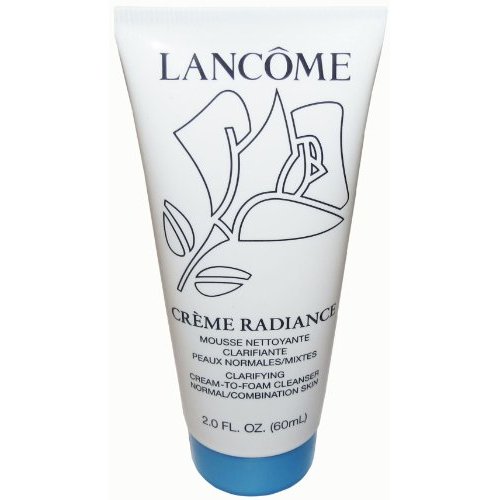 LANCÔME
CRÈME RADIANCE
MOUSSE NETTOYANTE
CLARIFIANTE
PEAUX NORMALES/MIXTES
CLARIFYING
CREAM-TO-FOAM CLEANSER
NORMAL/COMBINATION SKIN
2.0 FL. OZ. (60mL)